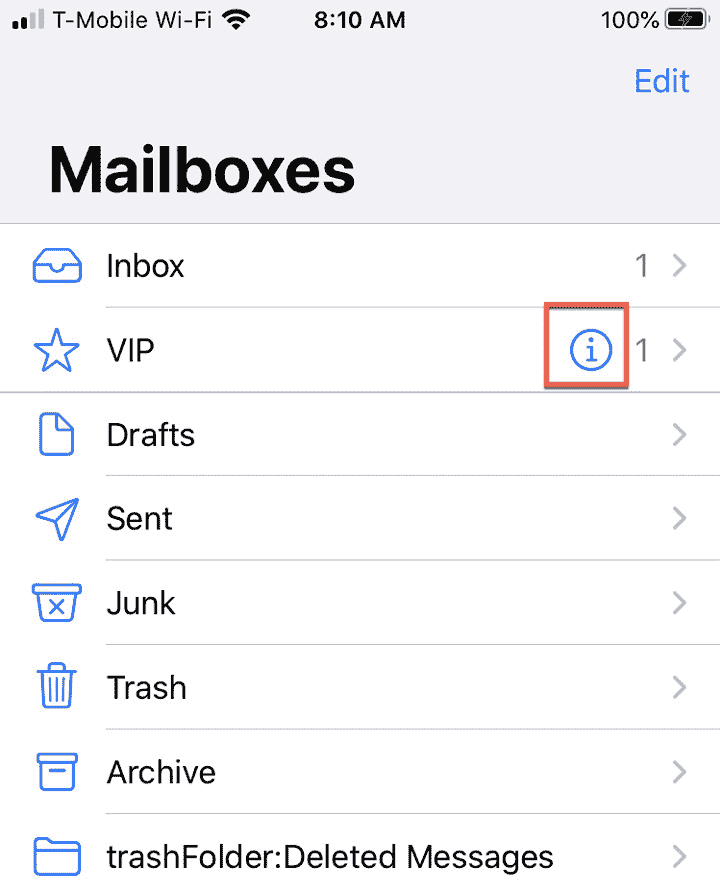 T-Mobile Wi-Fi 8:10 AM 100%
Edit
Mailboxes
Inbox 1
VIP i 1
Drafts
Sent
Junk
Trash
Archive
trashFolder:Deleted Messages